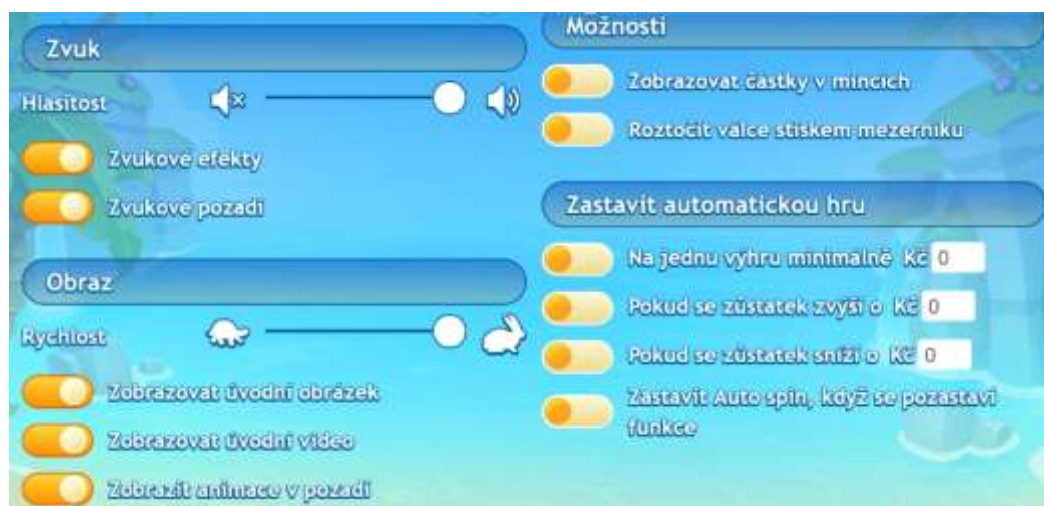 Zvuk
Hlasitost
Zvukové efekty
Zvukové pozadí
Obraz
Rychlost
Zobrazovat úvodní obrázek
Zobrazovat úvodní video
Zobrazit animace v pozadí
Možnosti
Zobrazovat částky v mincích
Roztočit válce stiskem mezerníku
Zastavit automatickou hru
Na jednu výhru minimálně Kč 0
Pokud se zůstatek zvýší o Kč 0
Pokud se zůstatek sníží o Kč 0
Zastavit Auto spin, když se pozastaví
funkce